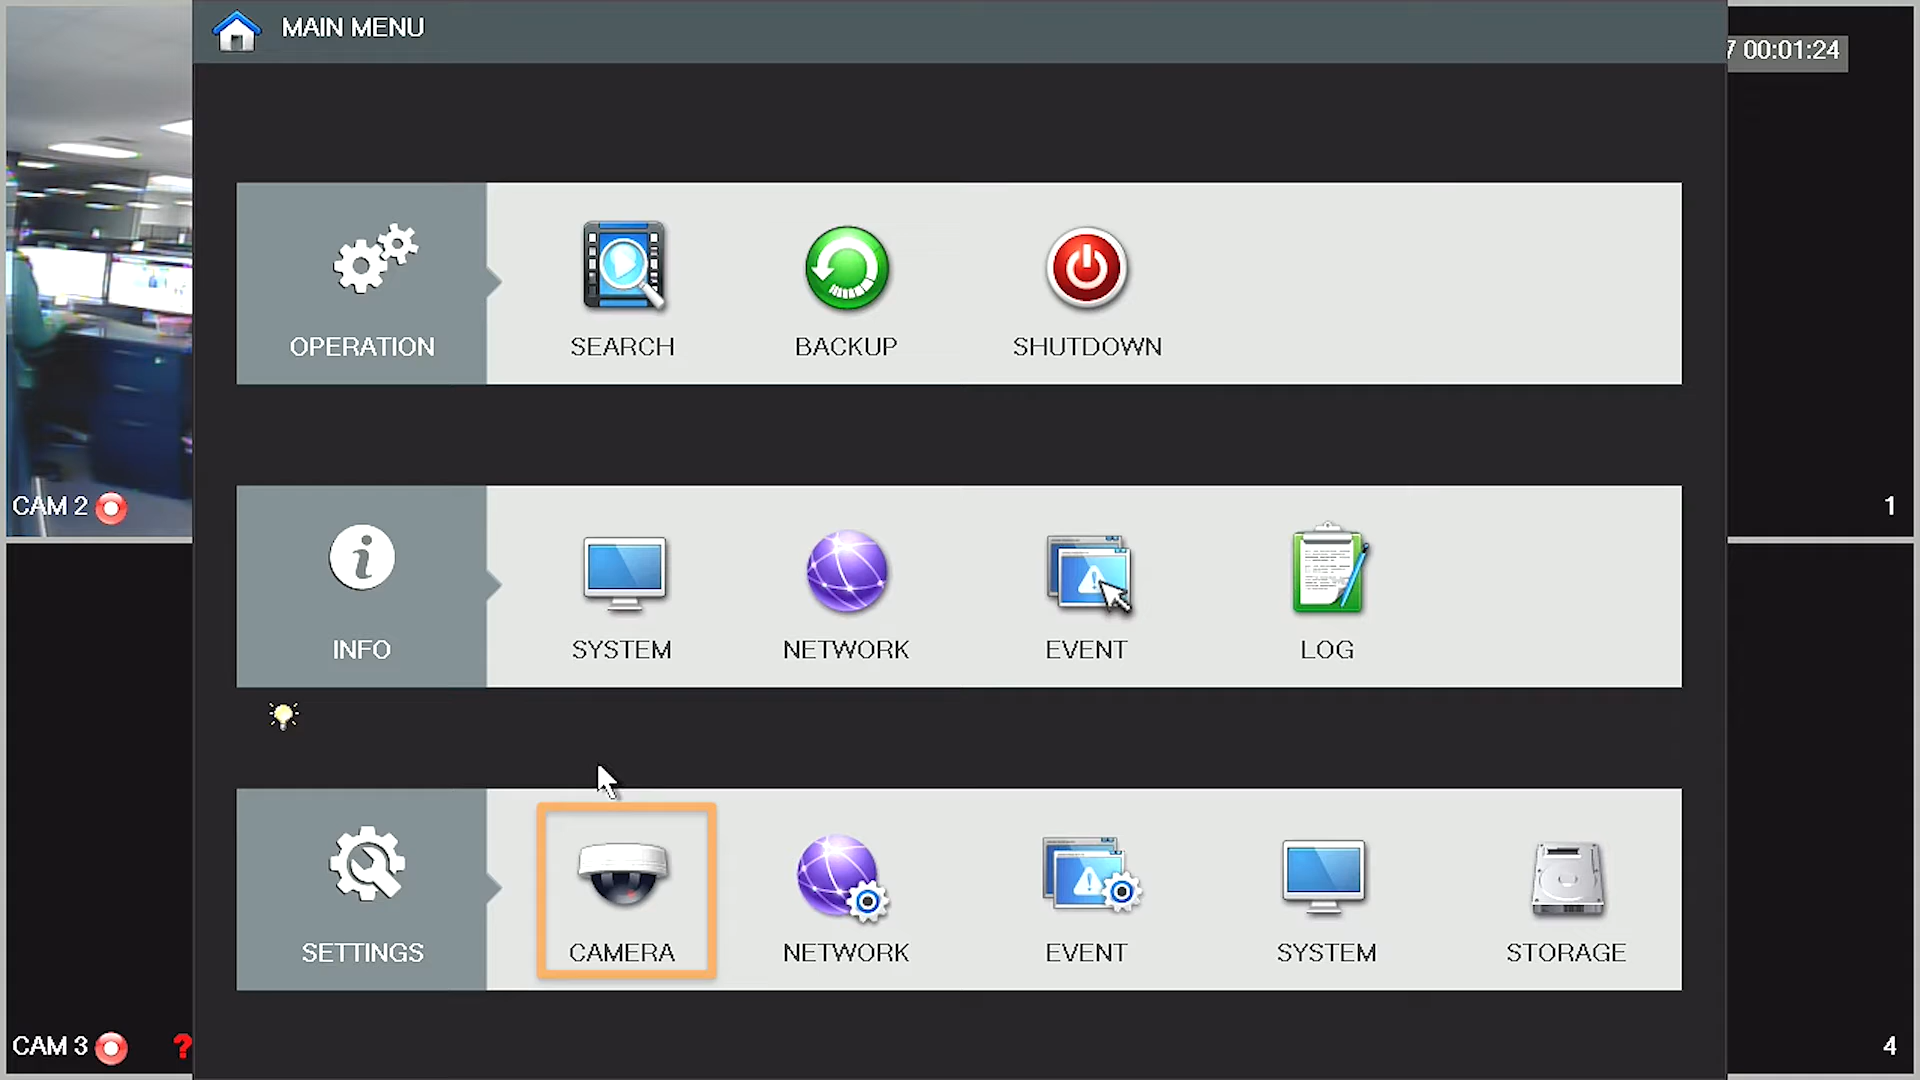 MAIN MENU
7 00:01:24
OPERATION
SEARCH
BACKUP
SHUTDOWN
CAM 2
1
INFO
SYSTEM
NETWORK
EVENT
LOG
SETTINGS
CAMERA
NETWORK
EVENT
SYSTEM
STORAGE
CAM 3
?
4